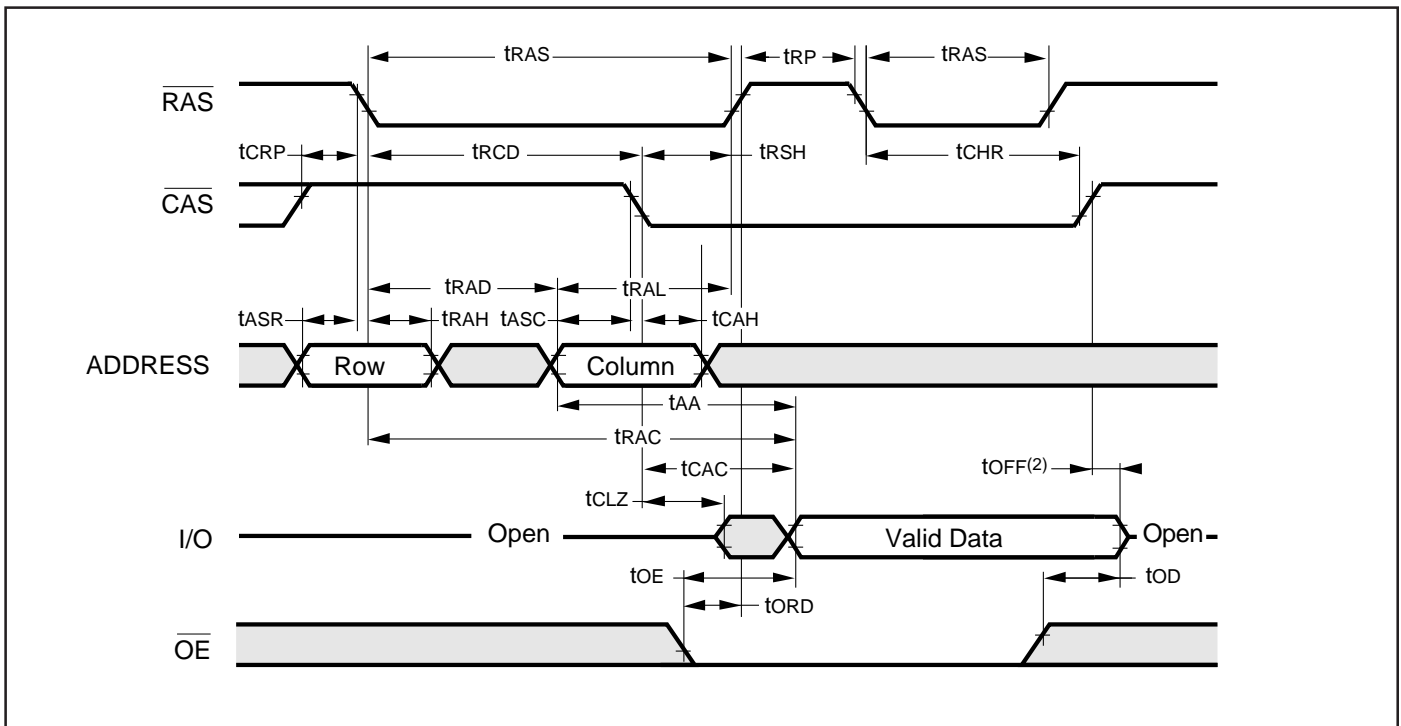 tRAS tRP tRAS
RAS
tCRP tRCD tRSH tCHR
CAS
tRAD tRAL
tASR tRAH tASC tCAH
ADDRESS Row Column
tAA
tRAC
tCAC tOFF(2)
tCLZ
I/O Open Valid Data Open
tOE tOD
tORD
OE